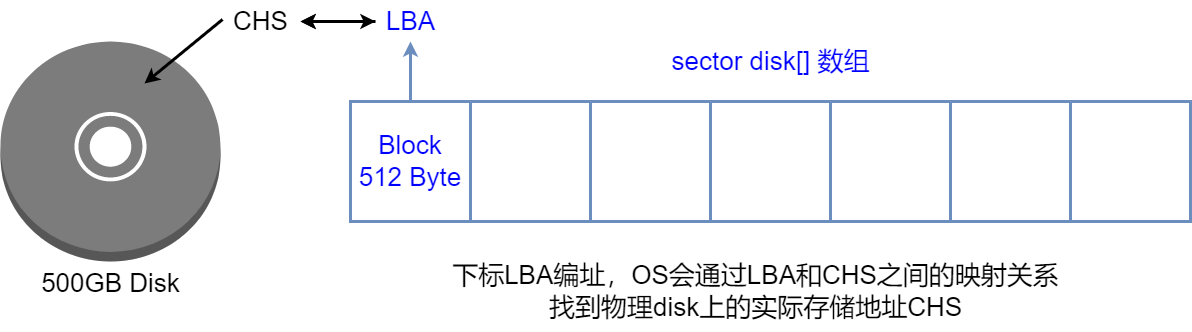 CHS
LBA
sector disk[] 数组
Block
512 Byte
500GB Disk
下标LBA编址，OS会通过LBA和CHS之间的映射关系
找到物理disk上的实际存储地址CHS